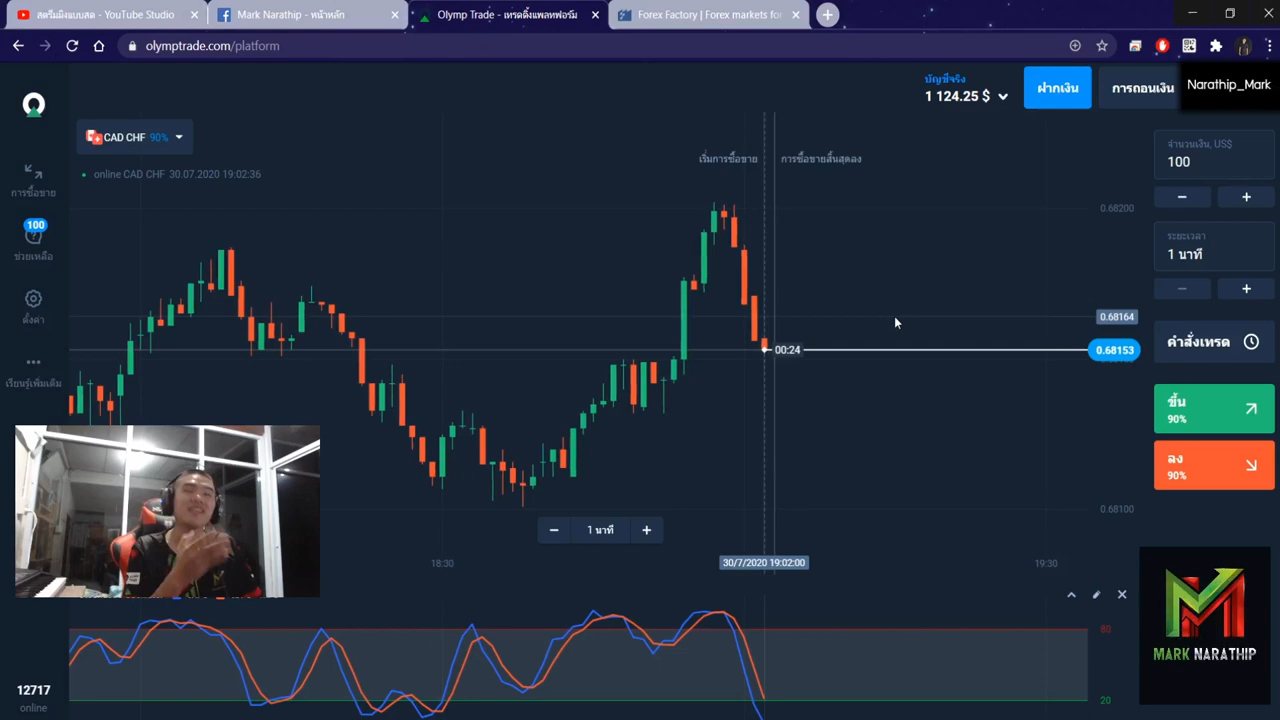 สตรีมมิงแบบสด - YouTube Studio
Mark Narathip - หน้าหลัก
Olymp Trade - เทรดดิ้งแพลทฟอร์ม
Forex Factory | Forex markets for
olymptrade.com/platform
บัญชีจริง
1 124.25 $
ฝากเงิน
การถอนเงิน
Narathip_Mark
CAD CHF 90%
online CAD CHF 30.07.2020 19:02:36
เริ่มการซื้อขาย
การซื้อขายสิ้นสุดลง
จำนวนเงิน, US$
100
การซื้อขาย
100
ช่วยเหลือ
ตั้งค่า
เรียนรู้เพิ่มเติม
0.68200
ระยะเวลา
1 นาที
0.68164
00:24
0.68153
คำสั่งเทรด
ขึ้น
90%
ลง
90%
0.68100
1 นาที
18:30
30/7/2020 19:02:00
19:30
80
20
MARK NARATHIP
12717
online